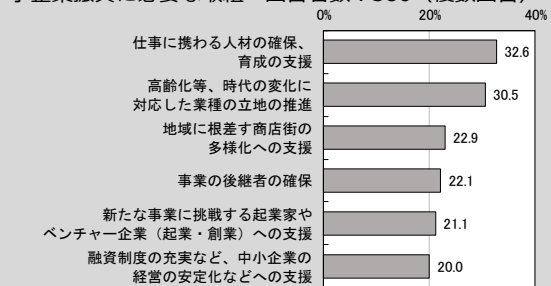 0% 20% 40%
仕事に携わる人材の確保、
育成の支援
32.6
高齢化等、時代の変化に
対応した業種の立地の推進
30.5
地域に根差す商店街の
多様化への支援
22.9
事業の後継者の確保
22.1
新たな事業に挑戦する起業家や
ベンチャー企業（起業・創業）への支援
21.1
融資制度の充実など、中小企業の
経営の安定化などへの支援
20.0